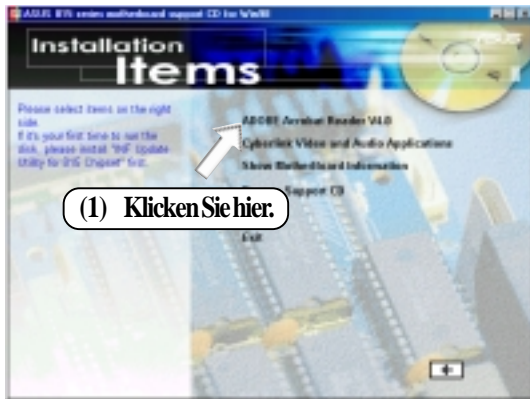 ASUS 815 series motherboard support CD for Win98
ASUS
Installation
Items
Please select items on the right
side.
If it's your first time to run the
disk, please install "INF Update
Utility for 815 Chipset" first.
ADOBE Acrobat Reader V4.0
Cyberlink Video and Audio Applications
Show Motherboard Information
Support CD
Exit
(1) Klicken Sie hier.